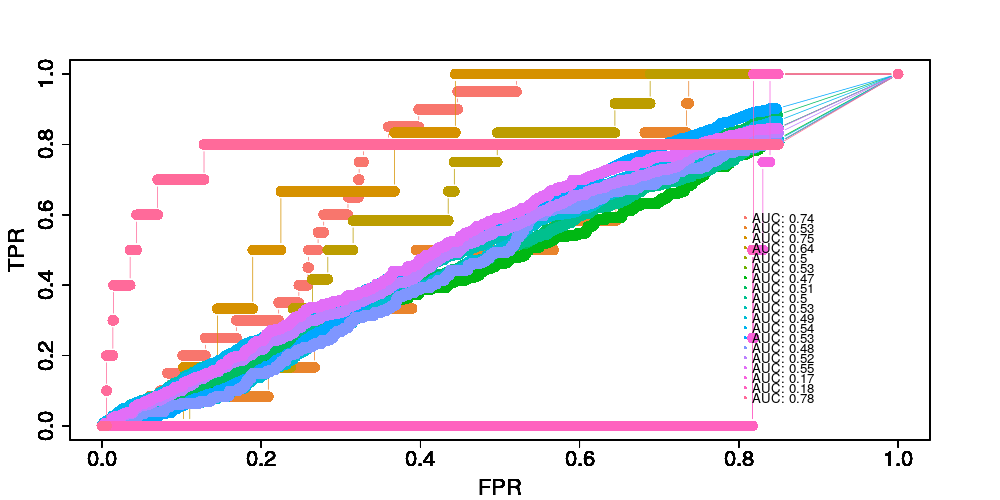 1.0
0.8
0.6
0.4
0.2
0.0
TPR
AUC: 0.74
AUC: 0.53
AUC: 0.75
AUC: 0.64
AUC: 0.5
AUC: 0.53
AUC: 0.47
AUC: 0.51
AUC: 0.5
AUC: 0.53
AUC: 0.49
AUC: 0.54
AUC: 0.53
AUC: 0.48
AUC: 0.52
AUC: 0.55
AUC: 0.17
AUC: 0.18
AUC: 0.78
0.0 0.2 0.4 0.6 0.8 1.0
FPR